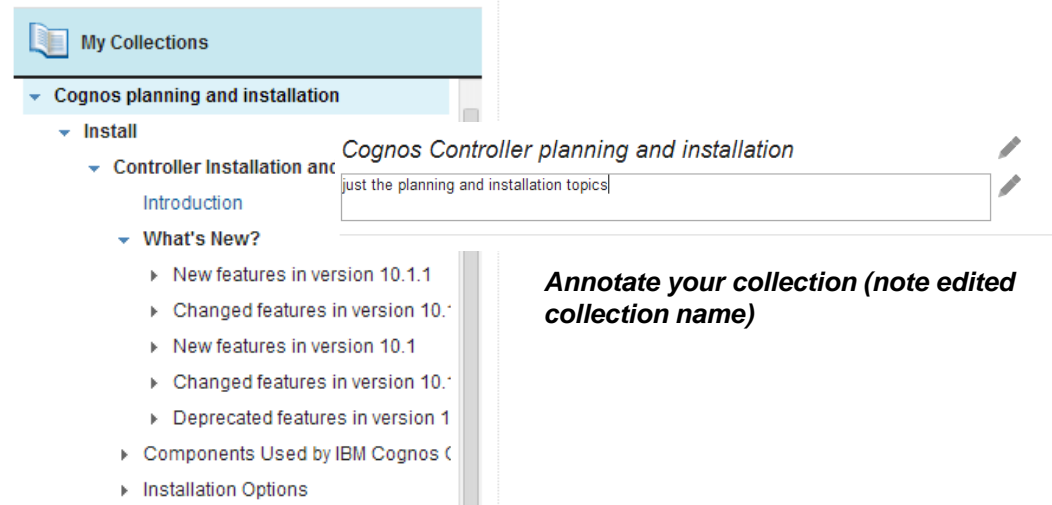 My Collections
Cognos planning and installation
Install
Controller Installation and
Introduction
What's New?
New features in version 10.1.1
Changed features in version 10.1
New features in version 10.1
Changed features in version 10.1
Deprecated features in version 1
Components Used by IBM Cognos C
Installation Options
Cognos Controller planning and installation
just the planning and installation topics
Annotate your collection (note edited
collection name)